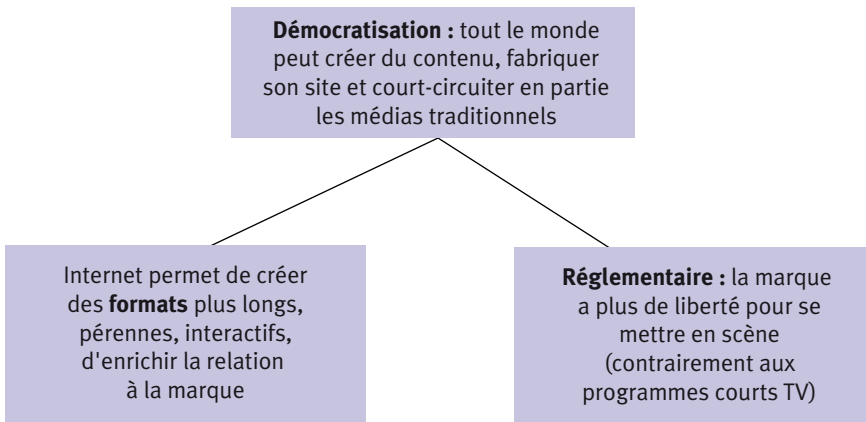 Démocratisation : tout le monde
peut créer du contenu, fabriquer
son site et court-circuiter en partie
les médias traditionnels
Internet permet de créer
des formats plus longs,
pérennes, interactifs,
d'enrichir la relation
à la marque
Réglementaire : la marque
a plus de liberté pour se
mettre en scène
(contrairement aux
programmes courts TV)